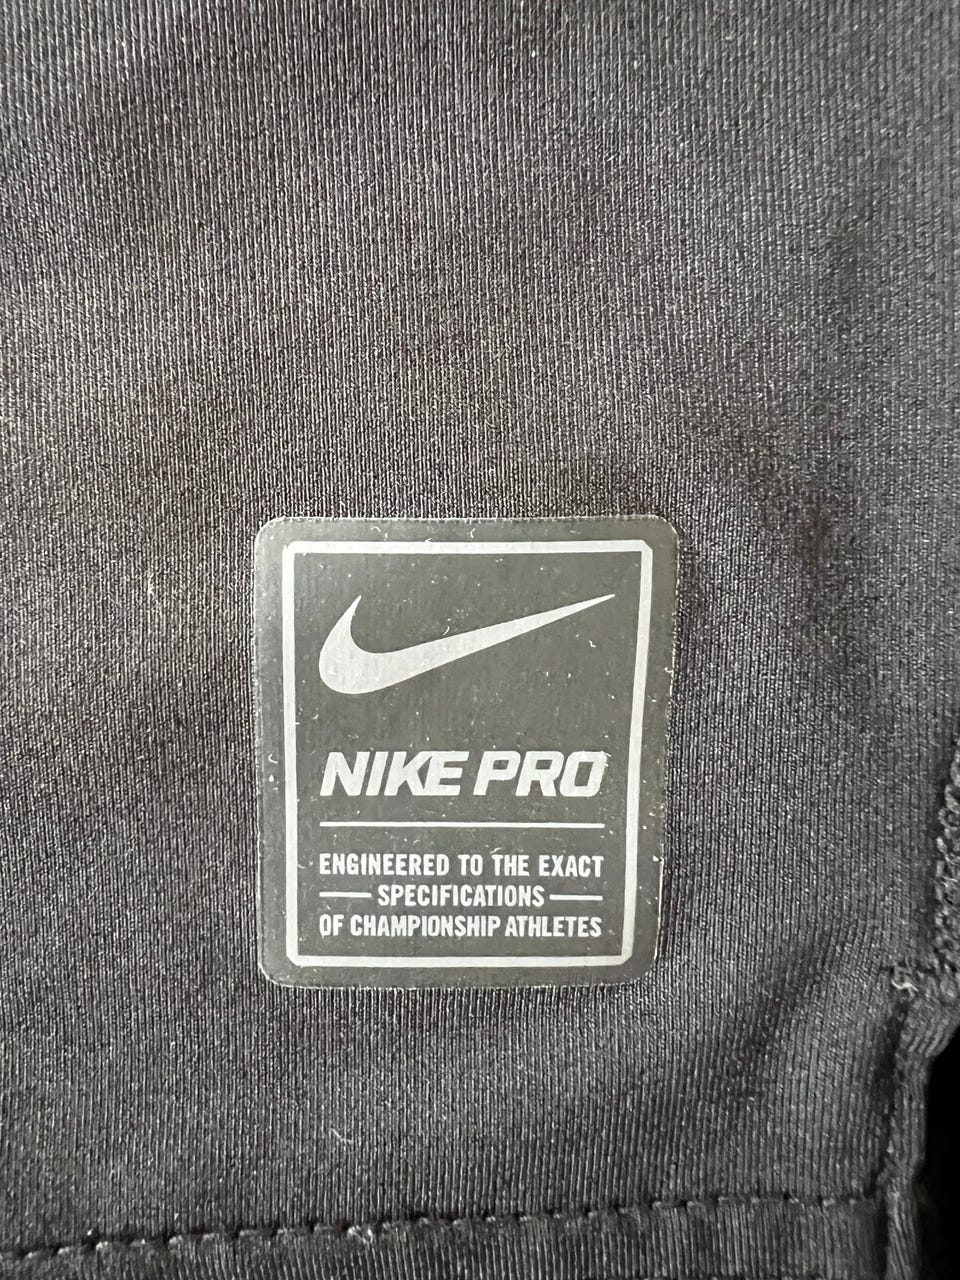 NIKE PRO
ENGINEERED TO THE EXACT
SPECIFICATIONS
OF CHAMPIONSHIP ATHLETES